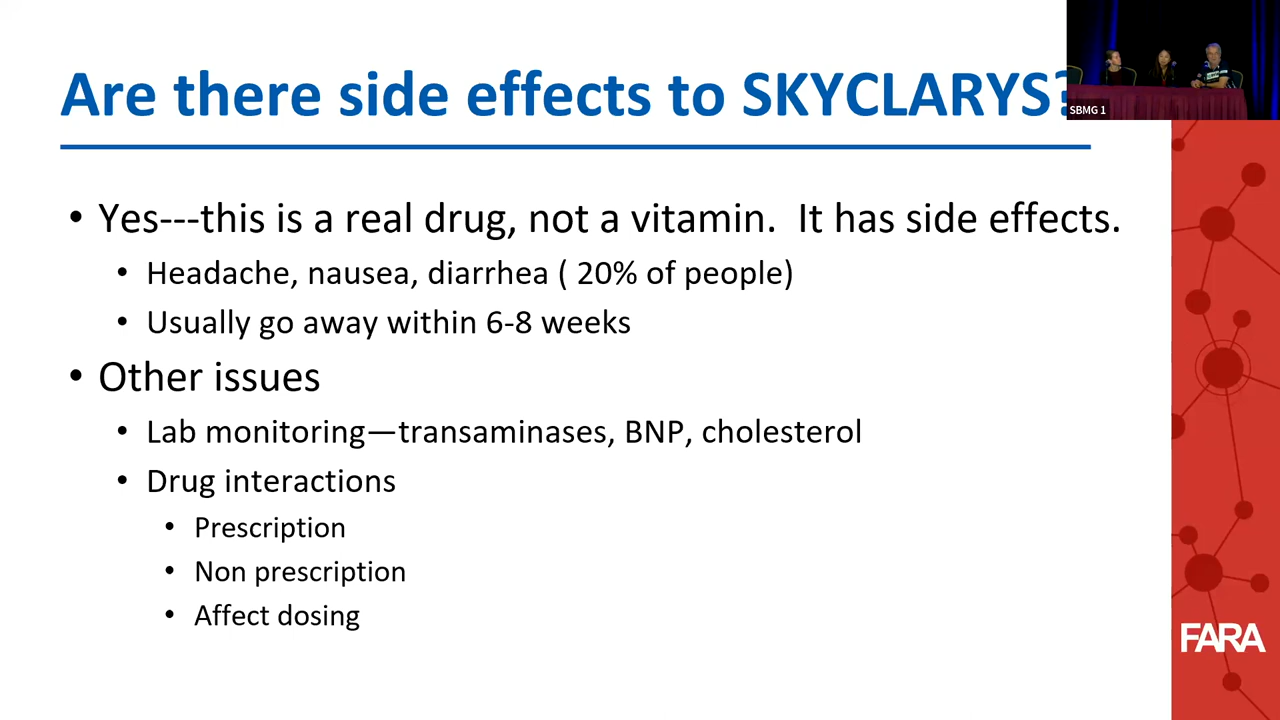 Are there side effects to SKYCLARYS?
SBMG 1
• Yes---this is a real drug, not a vitamin.  It has side effects.
• Headache, nausea, diarrhea ( 20% of people)
• Usually go away within 6-8 weeks
• Other issues
• Lab monitoring—transaminases, BNP, cholesterol
• Drug interactions
• Prescription
• Non prescription
• Affect dosing
FARA